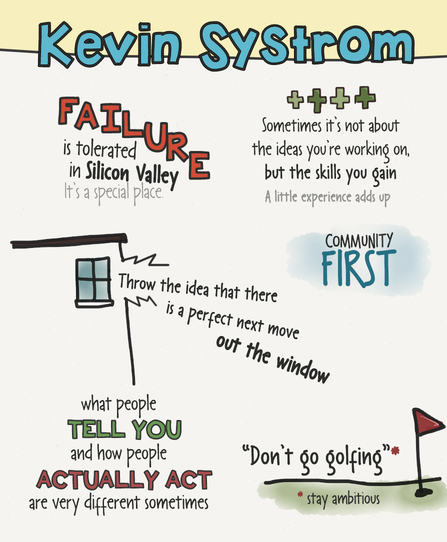 Kevin Systrom
FAILURE
is tolerated
in Silicon Valley
It's a special place.
Sometimes it's not about
the ideas you're working on,
but the skills you gain
A little experience adds up
COMMUNITY
FIRST
Throw the idea that there
is a perfect next move
out the window
what people
TELL YOU
and how people
ACTUALLY ACT
are very different sometimes
"Don't go golfing"*
* stay ambitious